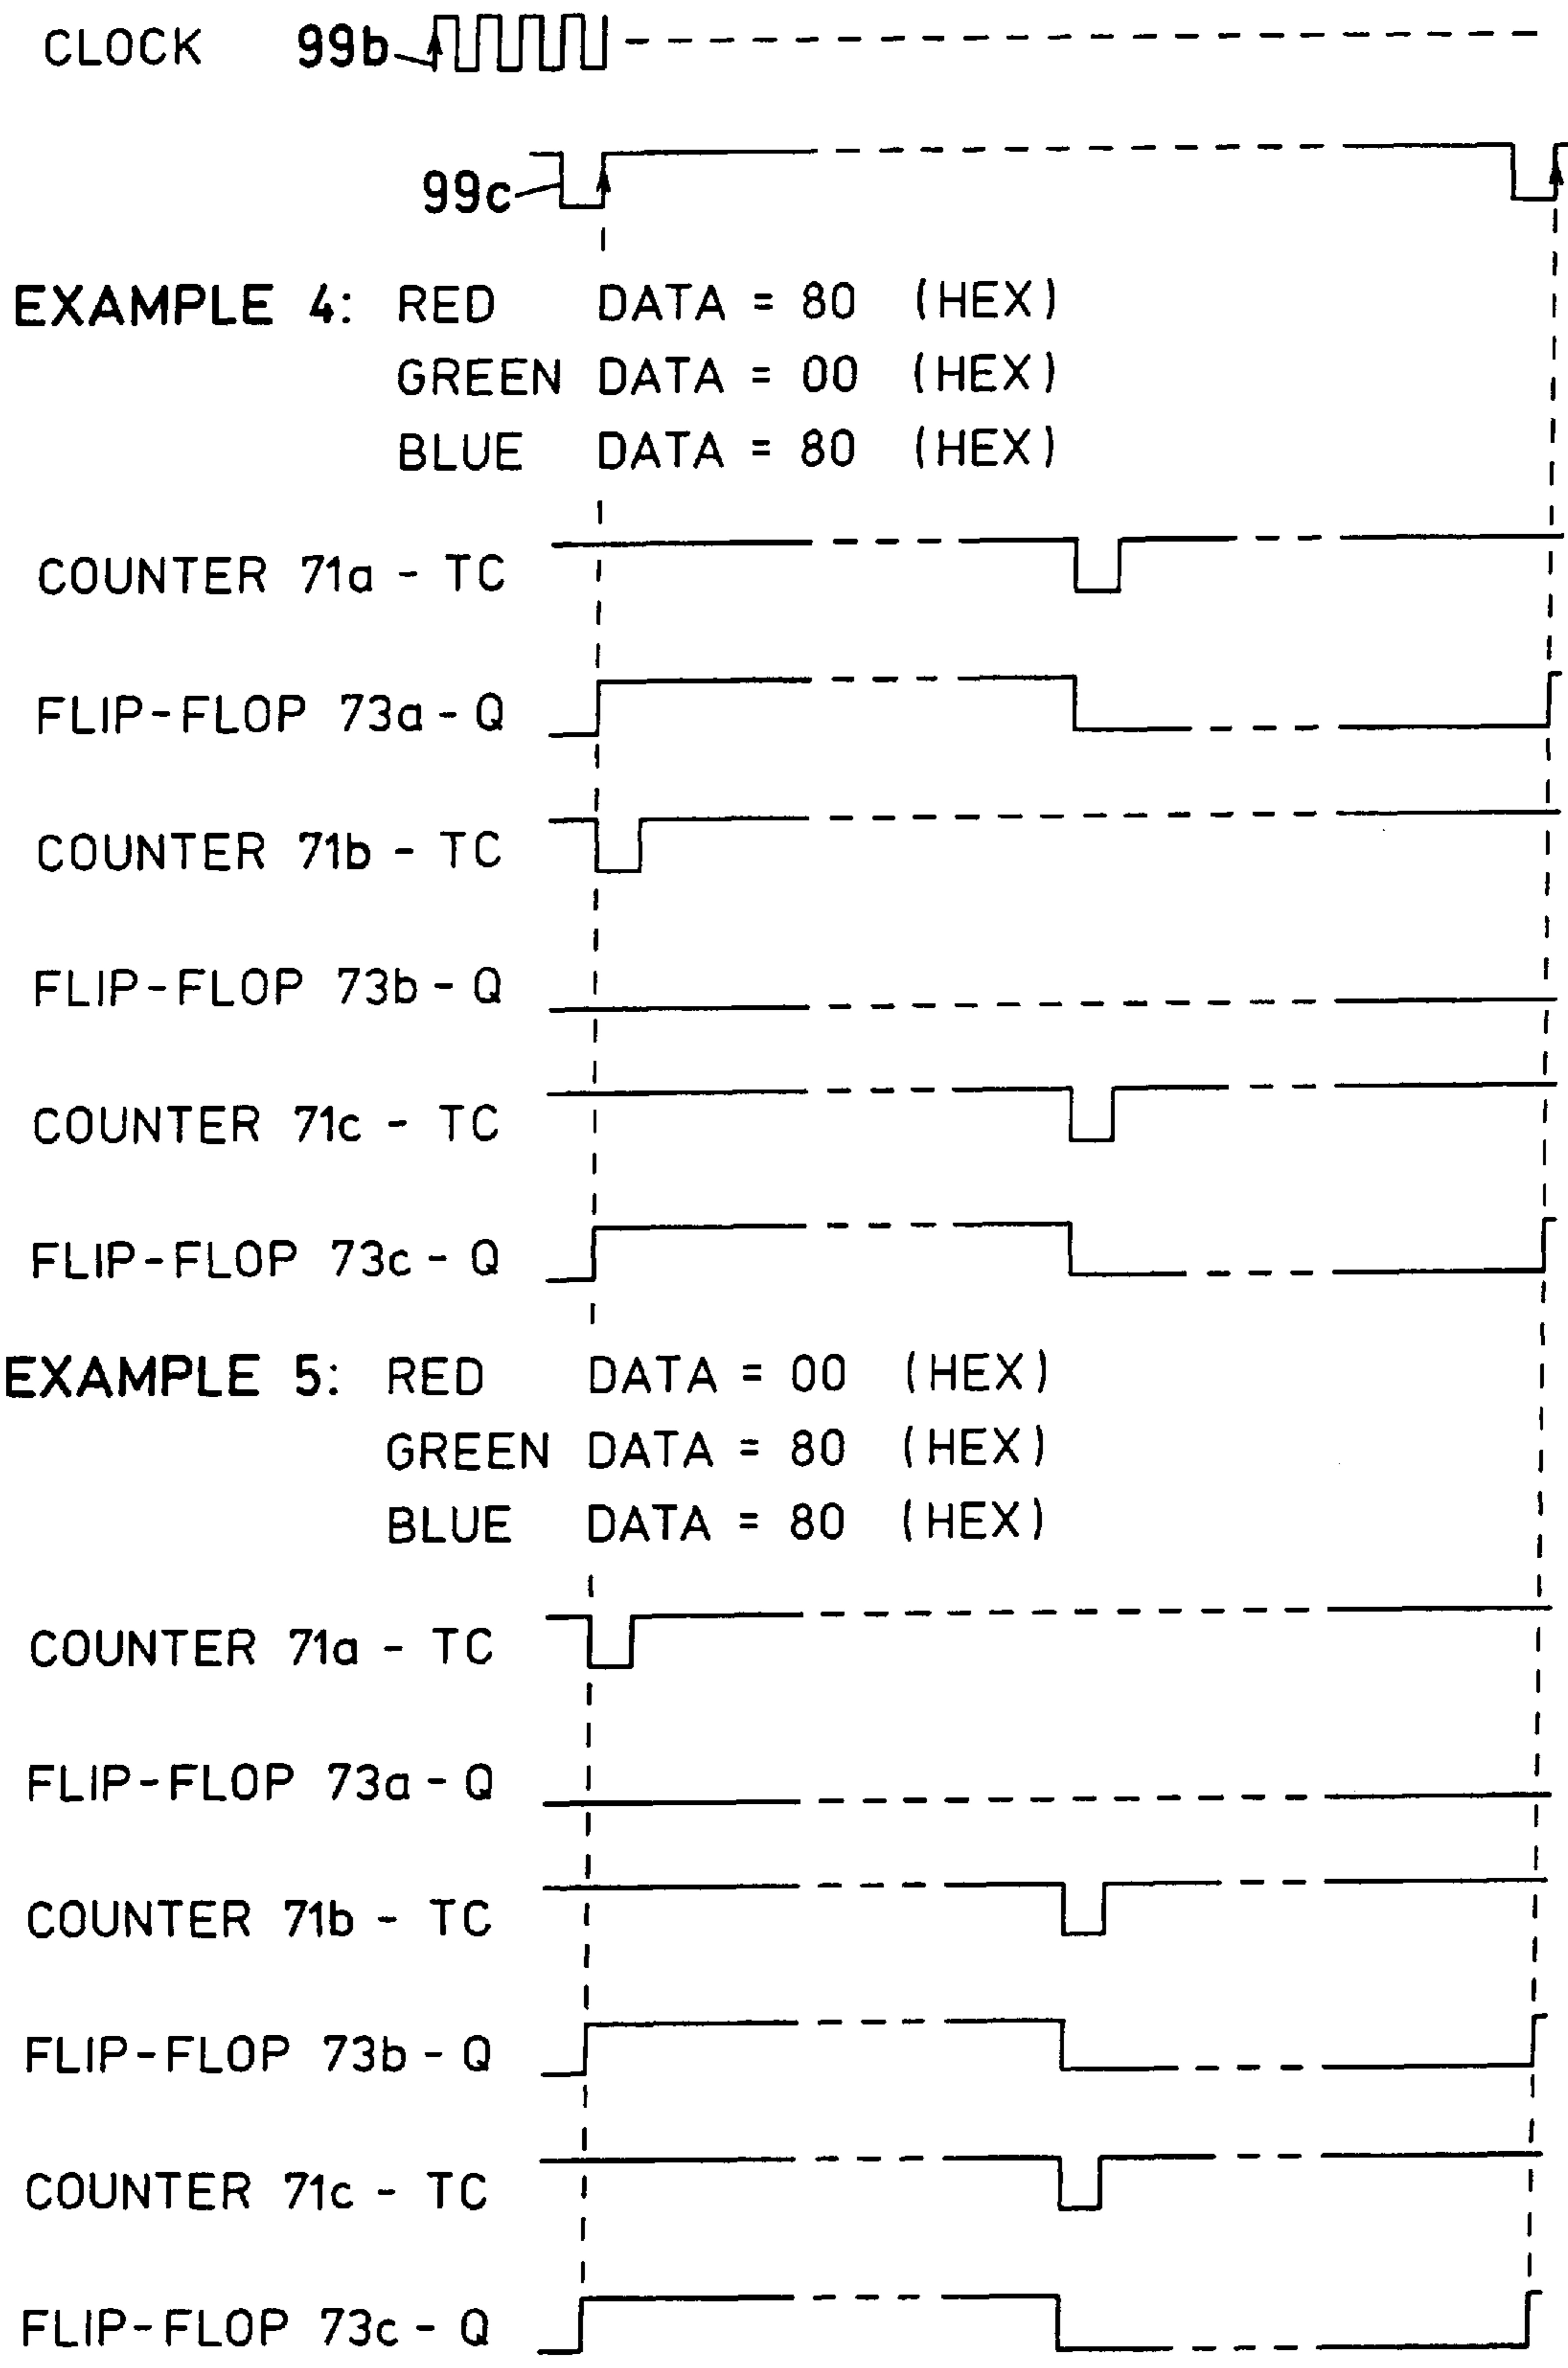 CLOCK 99b
99c
EXAMPLE 4: RED DATA = 80 (HEX)
GREEN DATA = 00 (HEX)
BLUE DATA = 80 (HEX)
COUNTER 71a - TC
FLIP-FLOP 73a - Q
COUNTER 71b - TC
FLIP-FLOP 73b - Q
COUNTER 71c - TC
FLIP-FLOP 73c - Q
EXAMPLE 5: RED DATA = 00 (HEX)
GREEN DATA = 80 (HEX)
BLUE DATA = 80 (HEX)
COUNTER 71a - TC
FLIP-FLOP 73a - Q
COUNTER 71b - TC
FLIP-FLOP 73b - Q
COUNTER 71c - TC
FLIP-FLOP 73c - Q